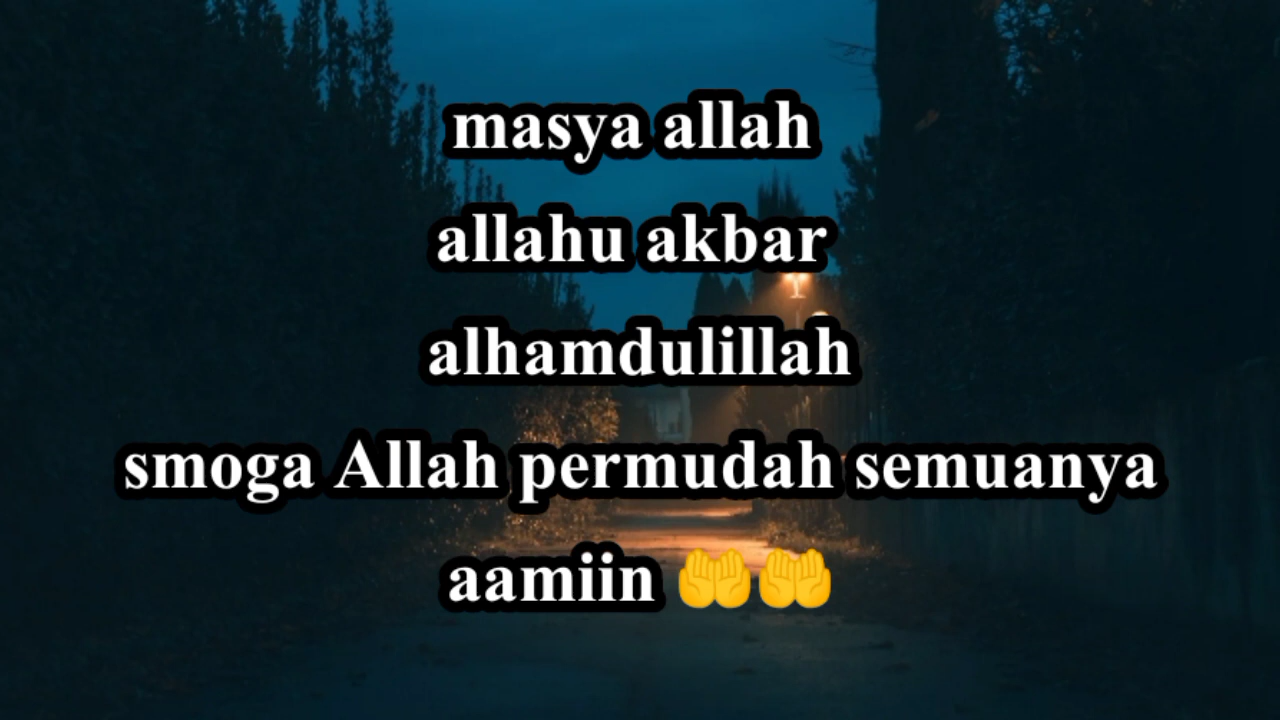 masya allah
allahu akbar
alhamdulillah
smoga Allah permudah semuanya
aamiin 🤲🤲